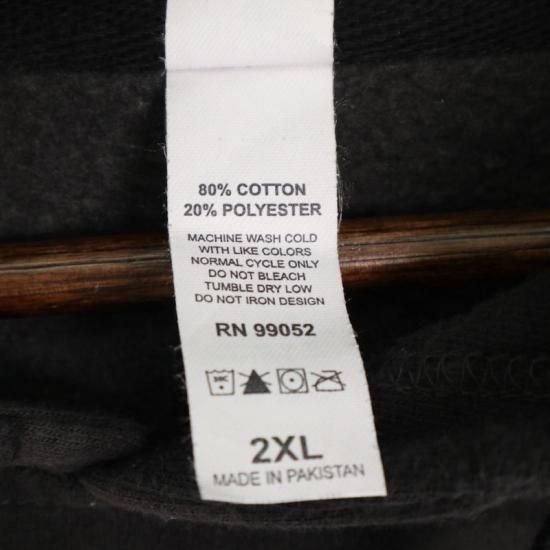 80% COTTON
20% POLYESTER
MACHINE WASH COLD
WITH LIKE COLORS
NORMAL CYCLE ONLY
DO NOT BLEACH
TUMBLE DRY LOW
DO NOT IRON DESIGN
RN 99052
2XL
MADE IN PAKISTAN